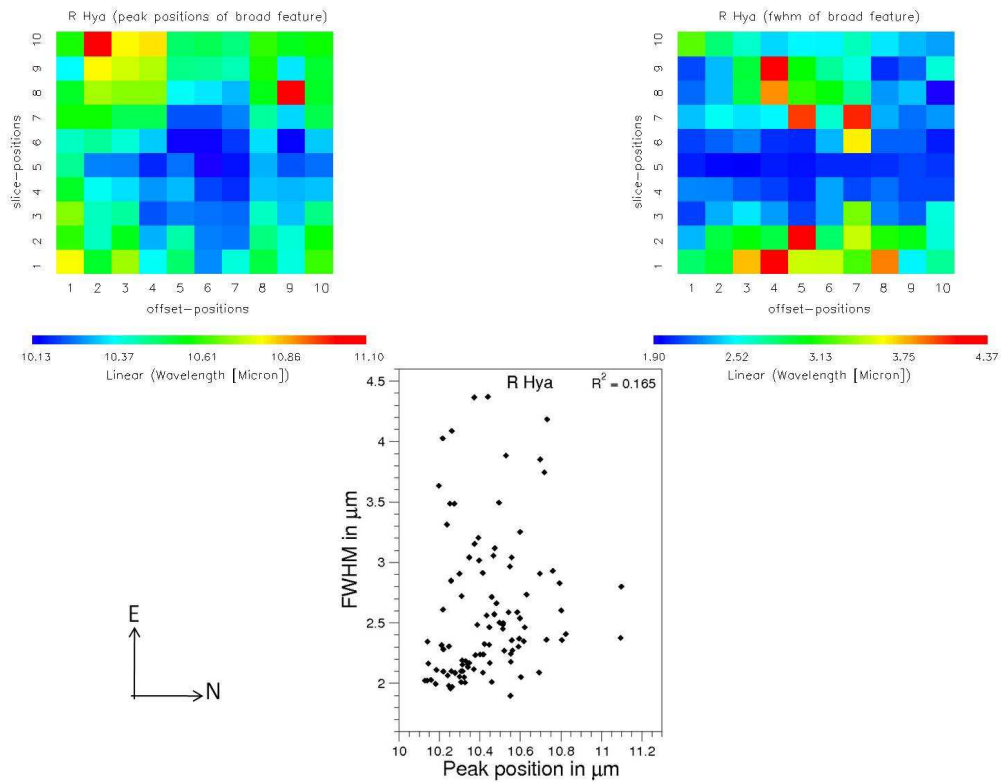 R Hya (peak positions of broad feature)
10
9
8
7
6
5
4
3
2
1
slice-positions
1 2 3 4 5 6 7 8 9 10
offset-positions
10.13 10.37 10.61 10.86 11.10
Linear (Wavelength [Micron])
R Hya (fwhm of broad feature)
10
9
8
7
6
5
4
3
2
1
slice-positions
1 2 3 4 5 6 7 8 9 10
offset-positions
1.90 2.52 3.13 3.75 4.37
Linear (Wavelength [Micron])
R Hya R² = 0.165
4.5
4
3.5
3
2.5
2
FWHM in μm
10 10.2 10.4 10.6 10.8 11 11.2
Peak position in μm
E
N